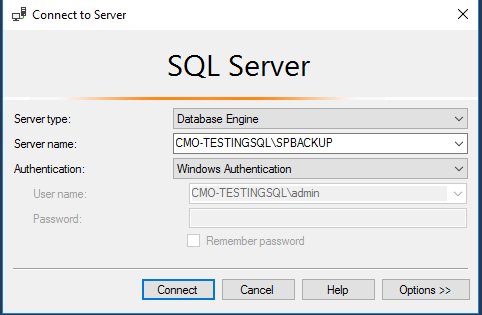 Connect to Server
SQL Server
Server type: Database Engine
Server name: CMO-TESTINGSQL\SPBACKUP
Authentication: Windows Authentication
User name: CMO-TESTINGSQL\admin
Password:
Remember password
Connect Cancel Help Options >>